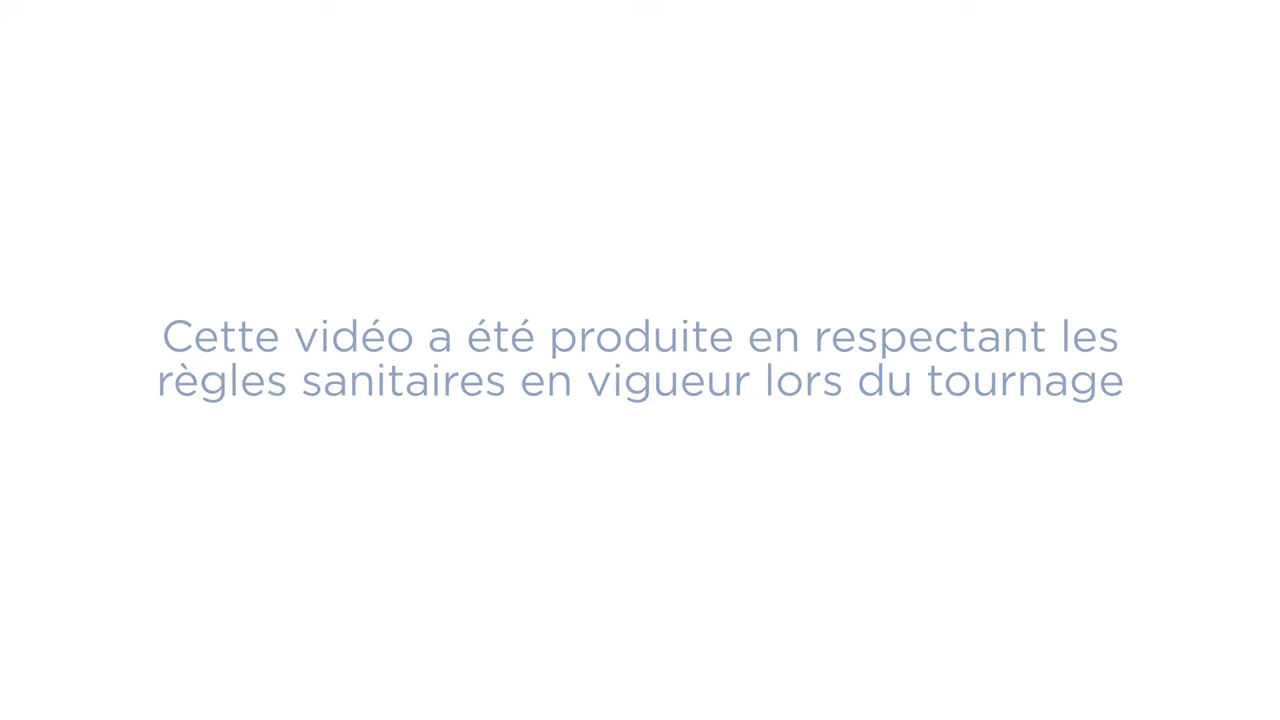 Cette vidéo a été produite en respectant les
règles sanitaires en vigueur lors du tournage